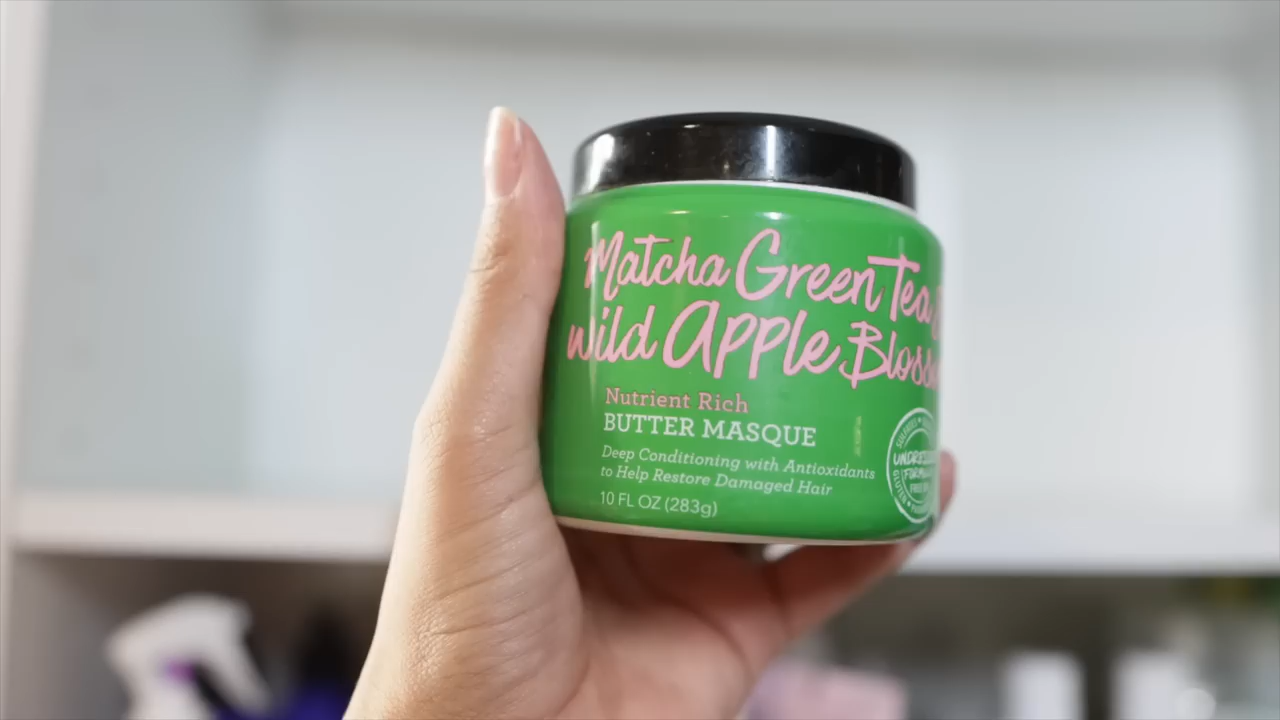 Matcha Green Tea
wild Apple
Nutrient Rich
BUTTER MASQUE
Deep Conditioning with Antioxidants
to Help Restore Damaged Hair
10 FL OZ (283g)